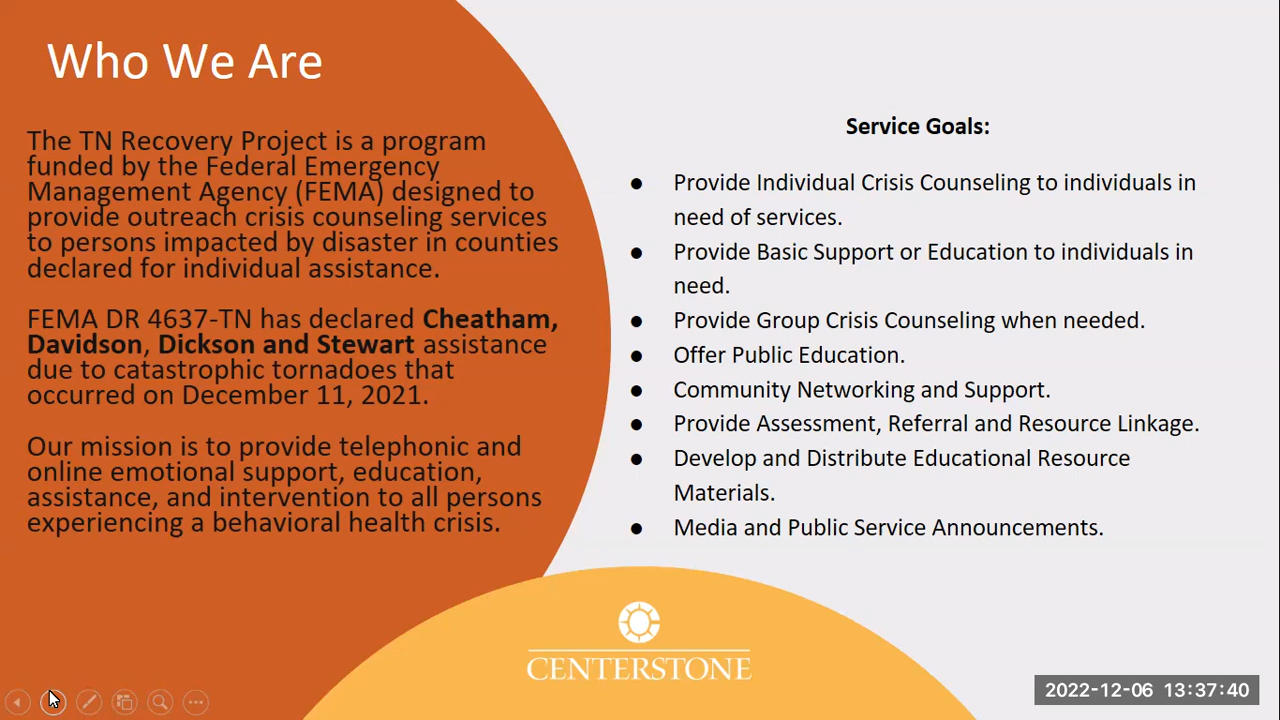 Who We Are
The TN Recovery Project is a program
funded by the Federal Emergency
Management Agency (FEMA) designed to
provide outreach crisis counseling services
to persons impacted by disaster in counties
declared for individual assistance.
FEMA DR 4637-TN has declared Cheatham,
Davidson, Dickson and Stewart assistance
due to catastrophic tornadoes that
occurred on December 11, 2021.
Our mission is to provide telephonic and
online emotional support, education,
assistance, and intervention to all persons
experiencing a behavioral health crisis.
Service Goals:
● Provide Individual Crisis Counseling to individuals in
need of services.
● Provide Basic Support or Education to individuals in
need.
● Provide Group Crisis Counseling when needed.
● Offer Public Education.
● Community Networking and Support.
● Provide Assessment, Referral and Resource Linkage.
● Develop and Distribute Educational Resource
Materials.
● Media and Public Service Announcements.
CENTERSTONE
2022-12-06 13:37:40